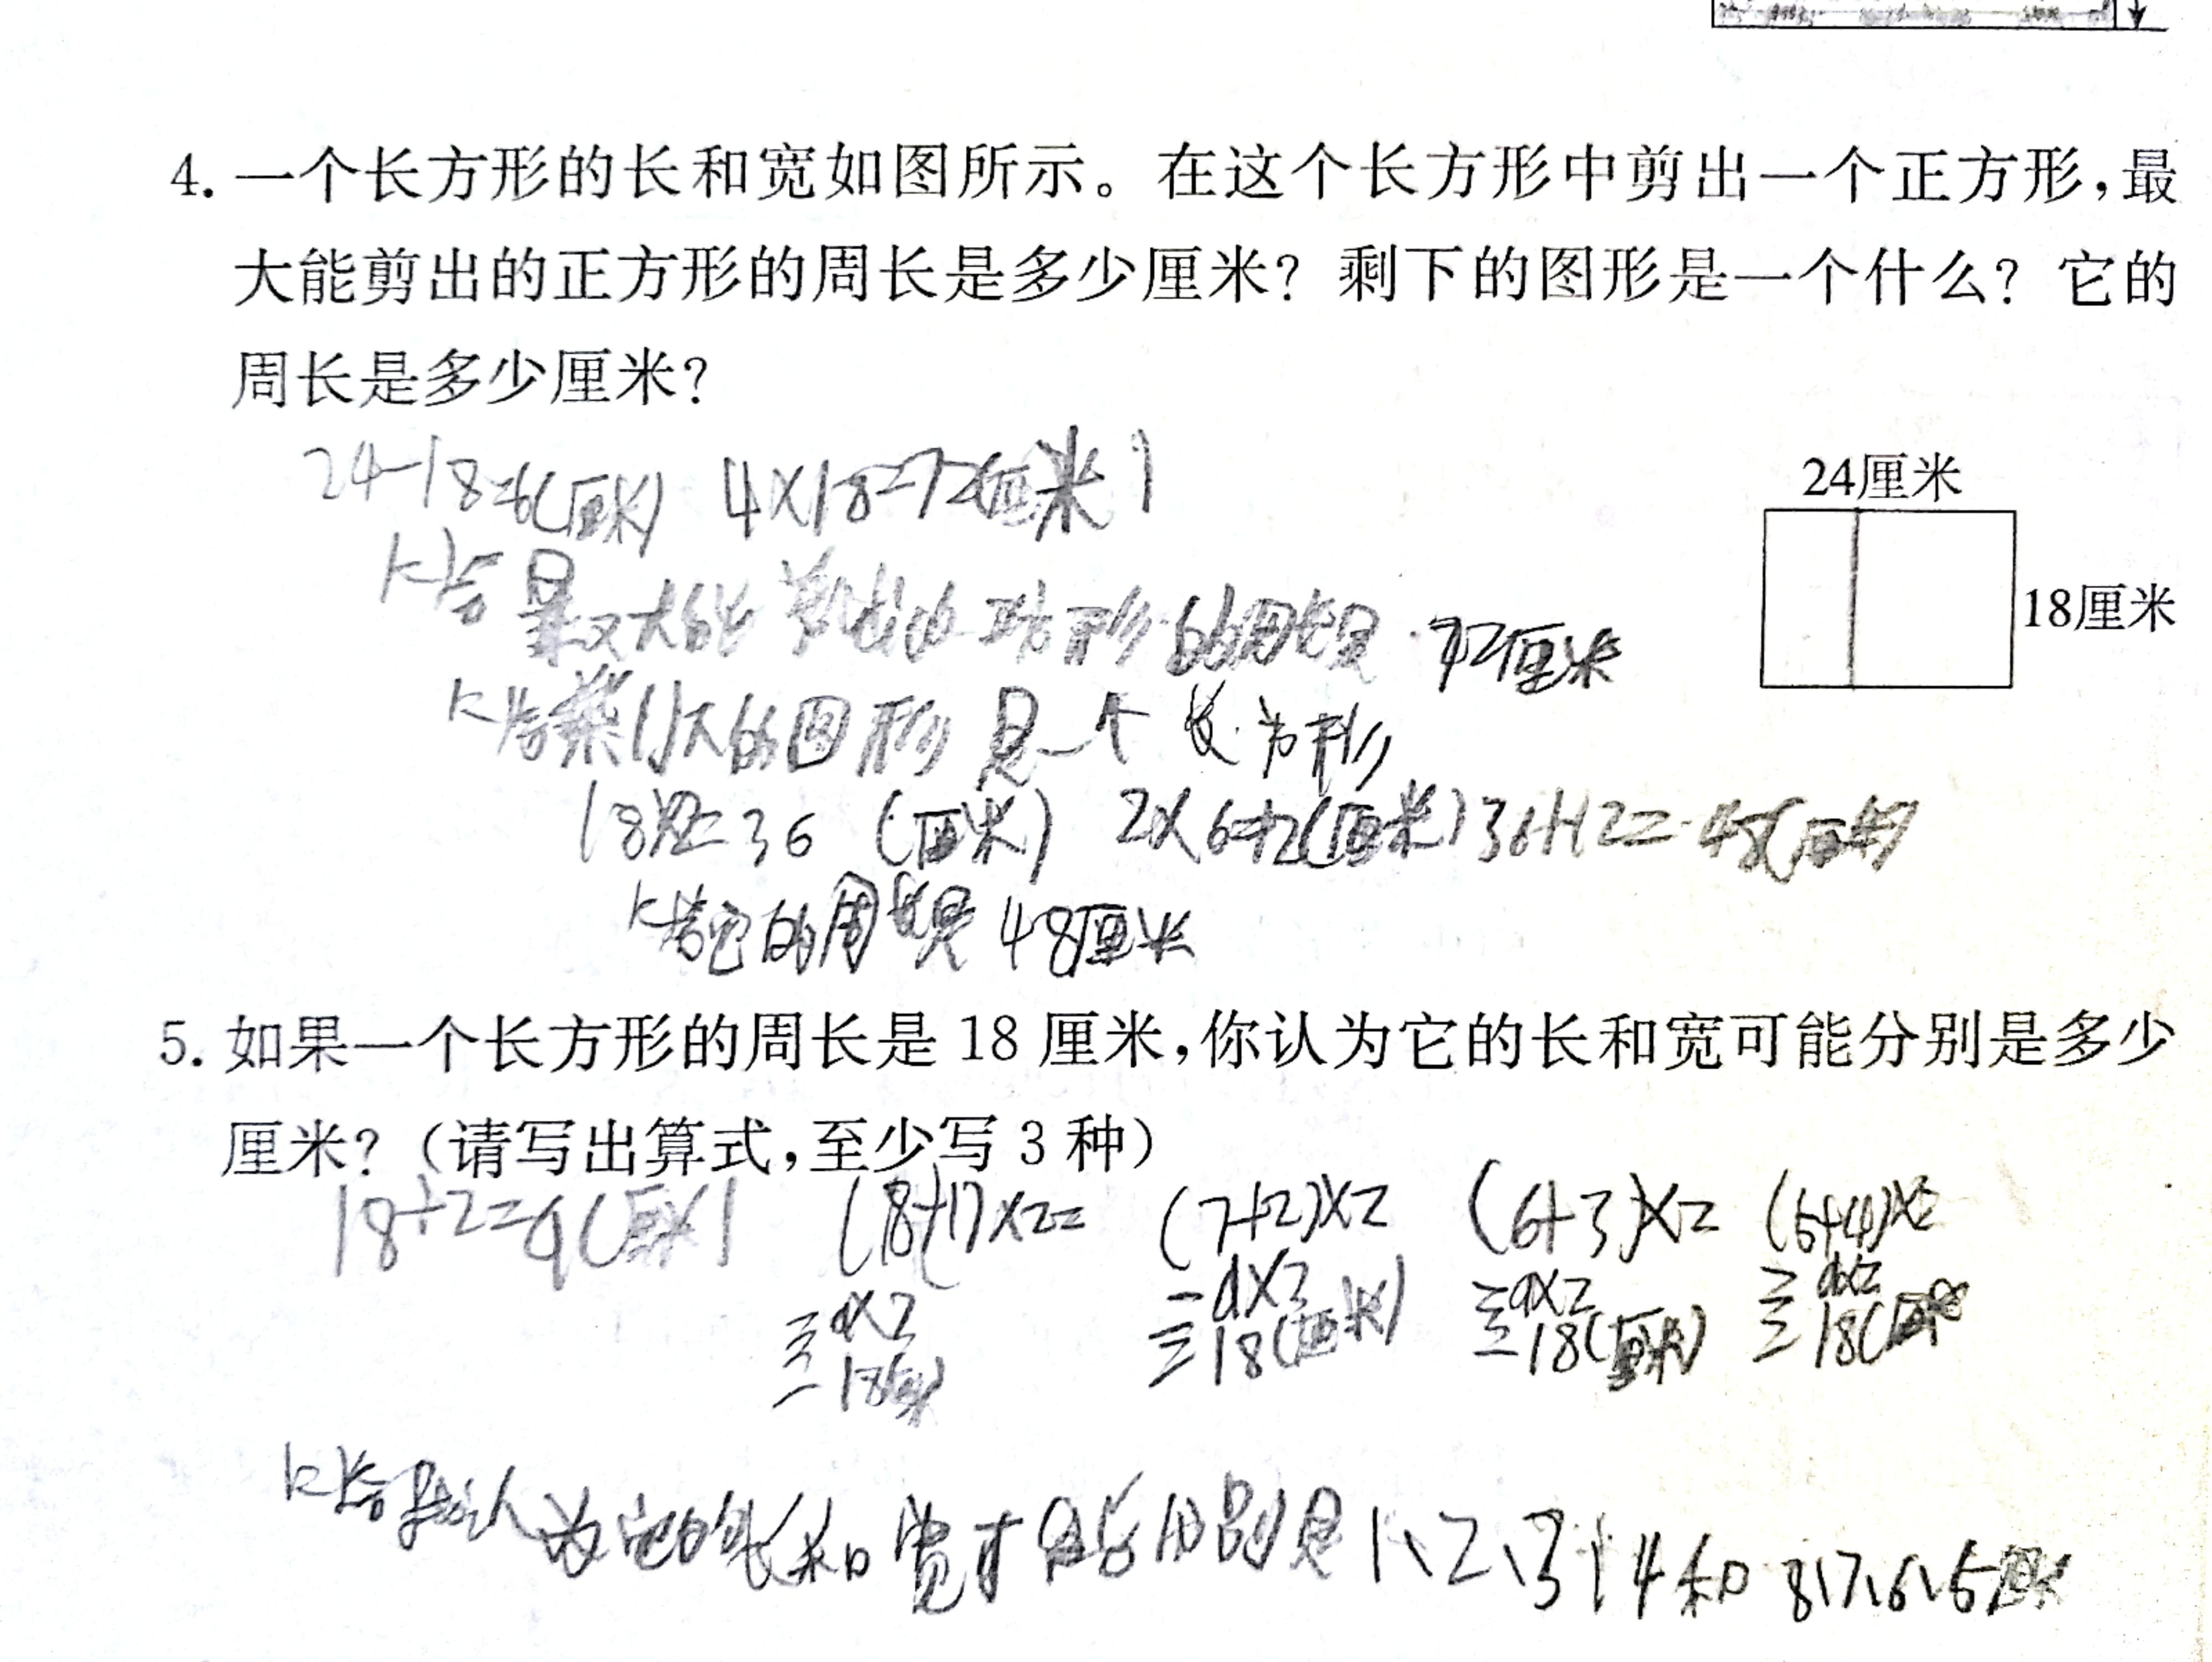 4. 一个长方形的长和宽如图所示。在这个长方形中剪出一个正方形,最
大能剪出的正方形的周长是多少厘米? 剩下的图形是一个什么? 它的
周长是多少厘米?
24-18=6(厘米) 4×18=72(厘米)
24厘米
18厘米
答最大能剪出的正方形的周长是72厘米
答剩下的图形是一个长方形
18×2=36 (厘米) 2×6=12(厘米) 36+12=48(厘米)
答它的周长是48厘米
5. 如果一个长方形的周长是 18 厘米,你认为它的长和宽可能分别是多少
厘米? (请写出算式,至少写 3 种)
18÷2=9(厘米) (8+1)×2= (7+2)×2 (6+3)×2 (5+4)×2
=9×2 =9×2 =9×2 =9×2
=18(厘米) =18(厘米) =18(厘米) =18(厘米)
答我认为它的长和宽可能分别是1、2、3、4和8、7、6、5厘米